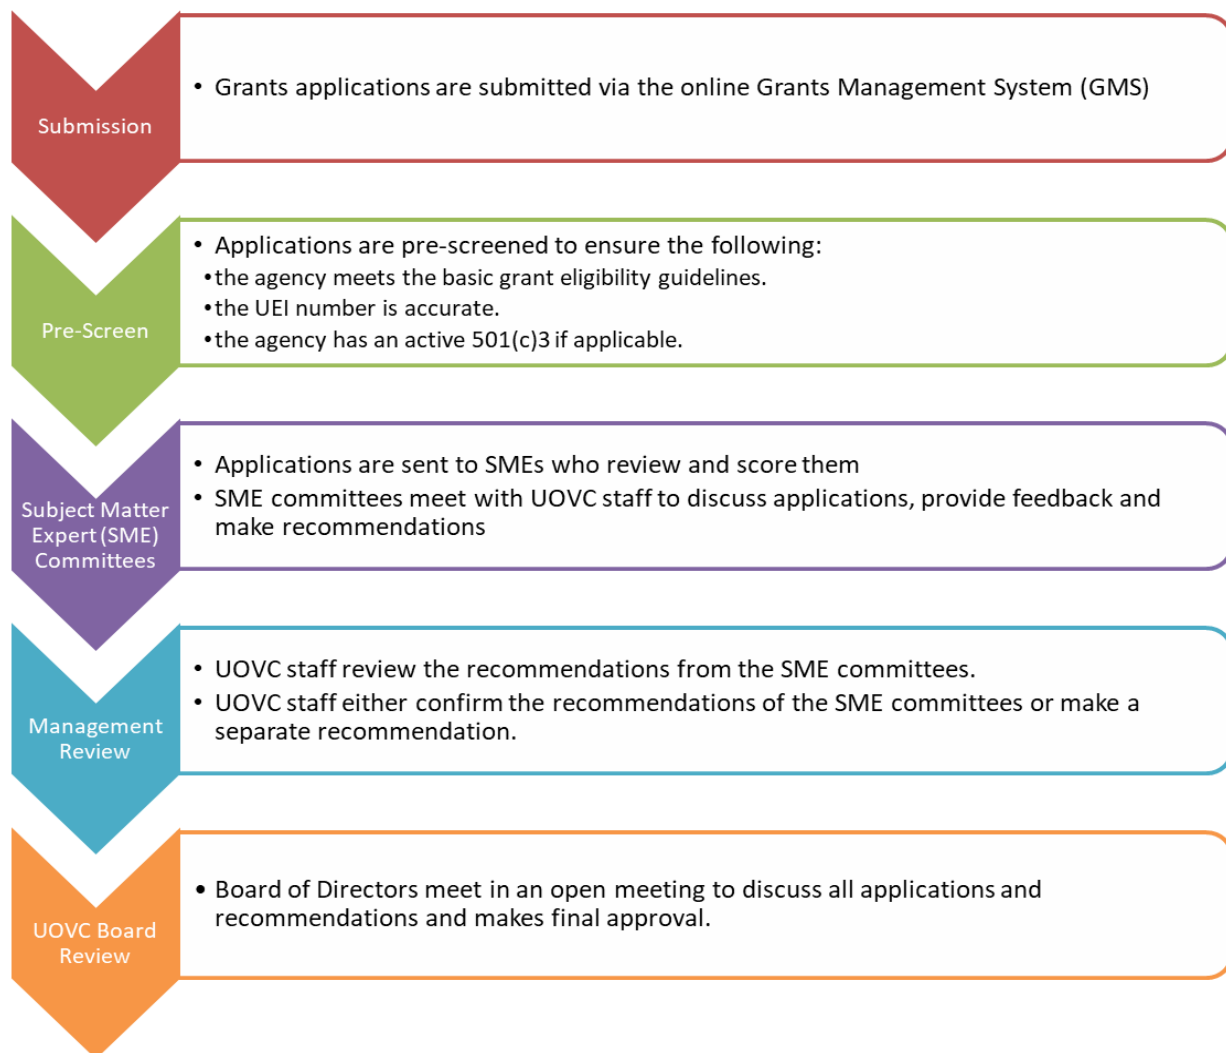 Submission
• Grants applications are submitted via the online Grants Management System (GMS)
Pre-Screen
• Applications are pre-screened to ensure the following:
•the agency meets the basic grant eligibility guidelines.
•the UEI number is accurate.
•the agency has an active 501(c)3 if applicable.
Subject Matter
Expert (SME)
Committees
• Applications are sent to SMEs who review and score them
• SME committees meet with UOVC staff to discuss applications, provide feedback and
make recommendations
Management
Review
• UOVC staff review the recommendations from the SME committees.
• UOVC staff either confirm the recommendations of the SME committees or make a
separate recommendation.
UOVC Board
Review
• Board of Directors meet in an open meeting to discuss all applications and
recommendations and makes final approval.